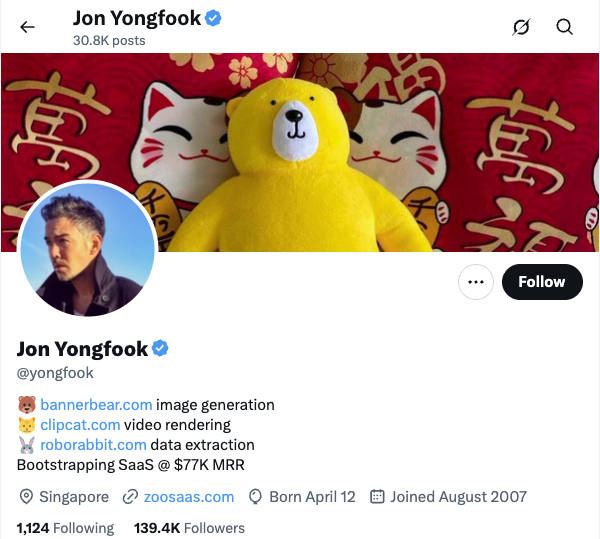 Jon Yongfook
30.8K posts
福
Follow
Jon Yongfook
@yongfook
🐻 bannerbear.com image generation
🐱 clipcat.com video rendering
🐰 roborabbit.com data extraction
Bootstrapping SaaS @ $77K MRR
Singapore zoosaas.com Born April 12 Joined August 2007
1,124 Following 139.4K Followers